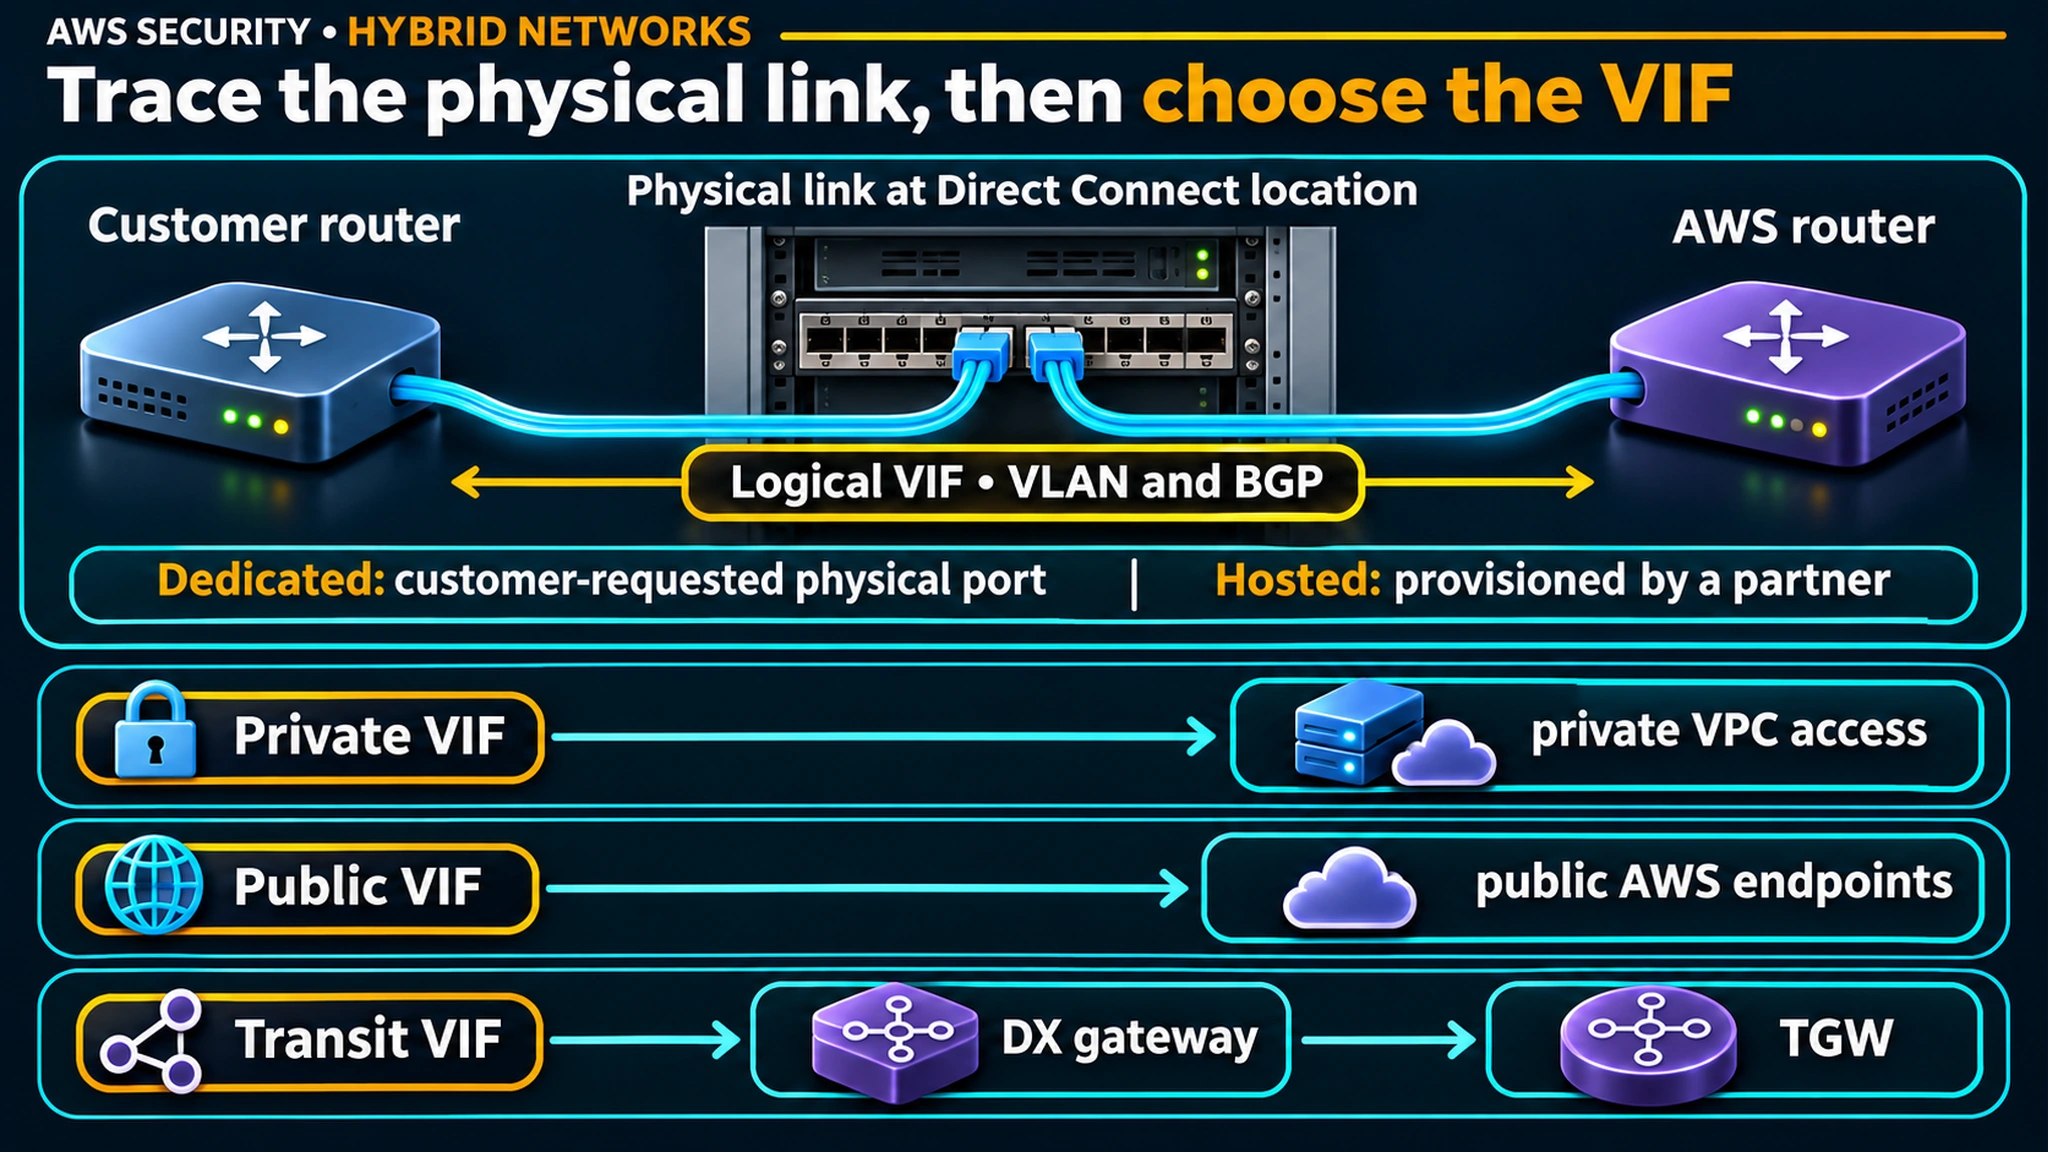 AWS SECURITY • HYBRID NETWORKS
Trace the physical link, then choose the VIF
Physical link at Direct Connect location
Customer router
AWS router
Logical VIF • VLAN and BGP
Dedicated: customer-requested physical port | Hosted: provisioned by a partner
Private VIF
private VPC access
Public VIF
public AWS endpoints
Transit VIF
DX gateway
TGW